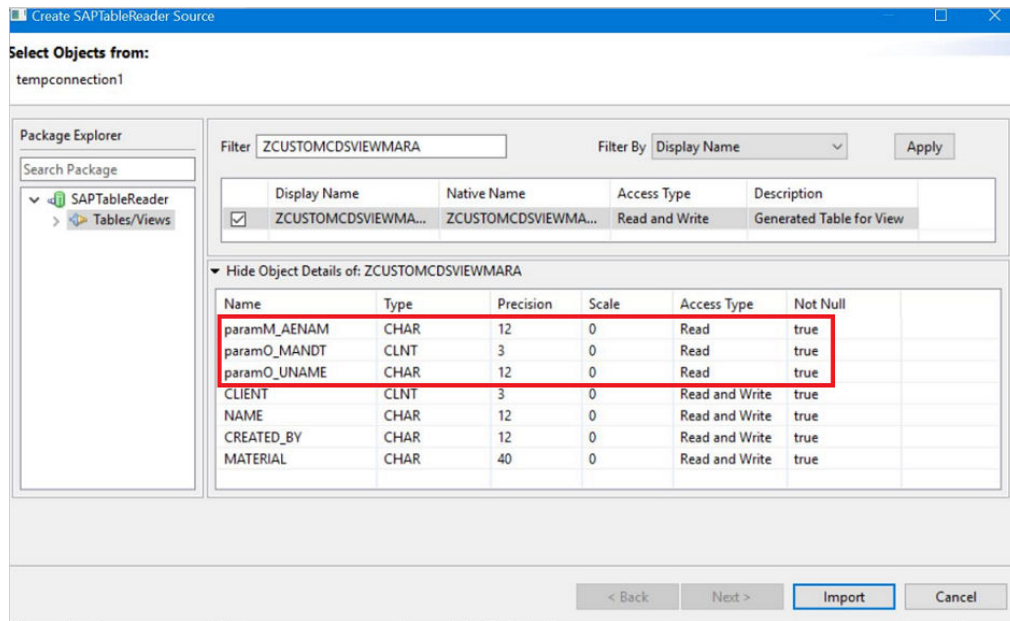 Create SAPTableReader Source
Select Objects from:
tempconnection1
Package Explorer
Search Package
SAPTableReader
Tables/Views
Filter ZCUSTOMCDSVIEWMARA Filter By Display Name Apply
Display Name Native Name Access Type Description
ZCUSTOMCDSVIEWMA... ZCUSTOMCDSVIEWMA... Read and Write Generated Table for View
Hide Object Details of: ZCUSTOMCDSVIEWMARA
Name Type Precision Scale Access Type Not Null
paramM_AENAM CHAR 12 0 Read true
paramO_MANDT CLNT 3 0 Read true
paramO_UNAME CHAR 12 0 Read true
CLIENT CLNT 3 0 Read and Write true
NAME CHAR 12 0 Read and Write true
CREATED_BY CHAR 12 0 Read and Write true
MATERIAL CHAR 40 0 Read and Write true
< Back Next > Import Cancel